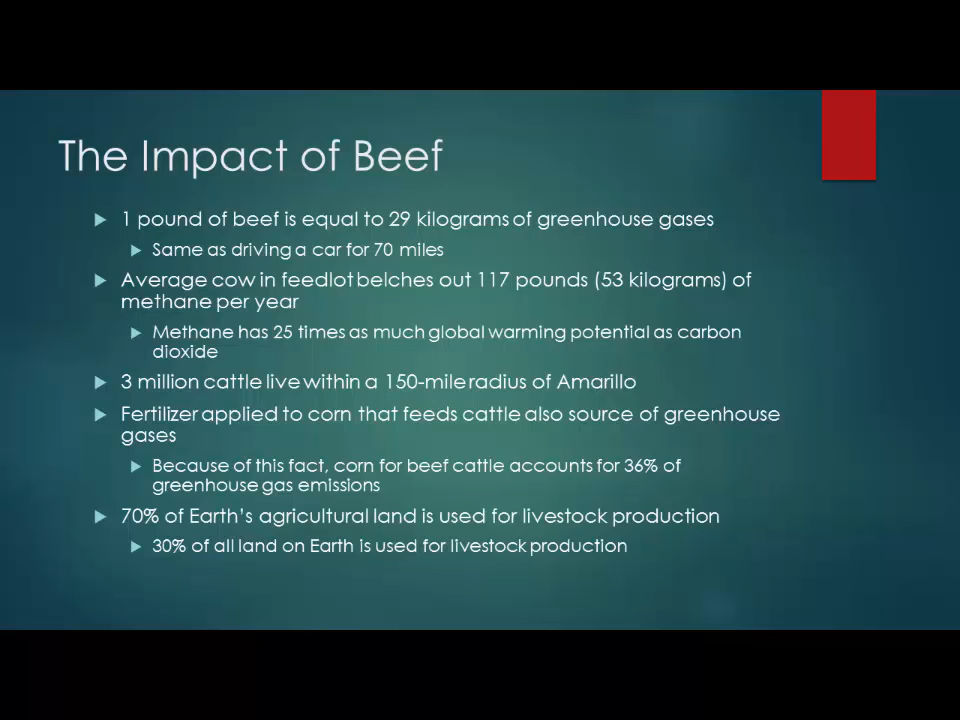 The Impact of Beef
1 pound of beef is equal to 29 kilograms of greenhouse gases
Same as driving a car for 70 miles
Average cow in feedlot belches out 117 pounds (53 kilograms) of
methane per year
Methane has 25 times as much global warming potential as carbon
dioxide
3 million cattle live within a 150-mile radius of Amarillo
Fertilizer applied to corn that feeds cattle also source of greenhouse
gases
Because of this fact, corn for beef cattle accounts for 36% of
greenhouse gas emissions
70% of Earth's agricultural land is used for livestock production
30% of all land on Earth is used for livestock production